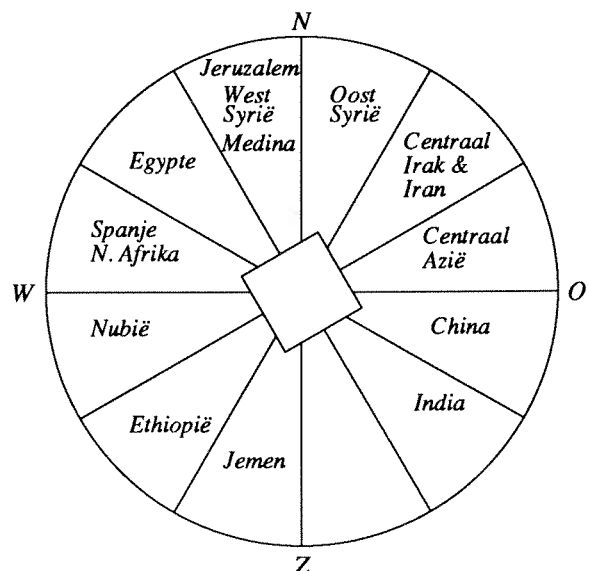 N
Jeruzalem
West
Syrië
Medina
Oost
Syrië
Centraal
Irak &
Iran
Egypte
Spanje
N. Afrika
Centraal
Azië
W
O
Nubië
China
India
Ethiopië
Jemen
Z